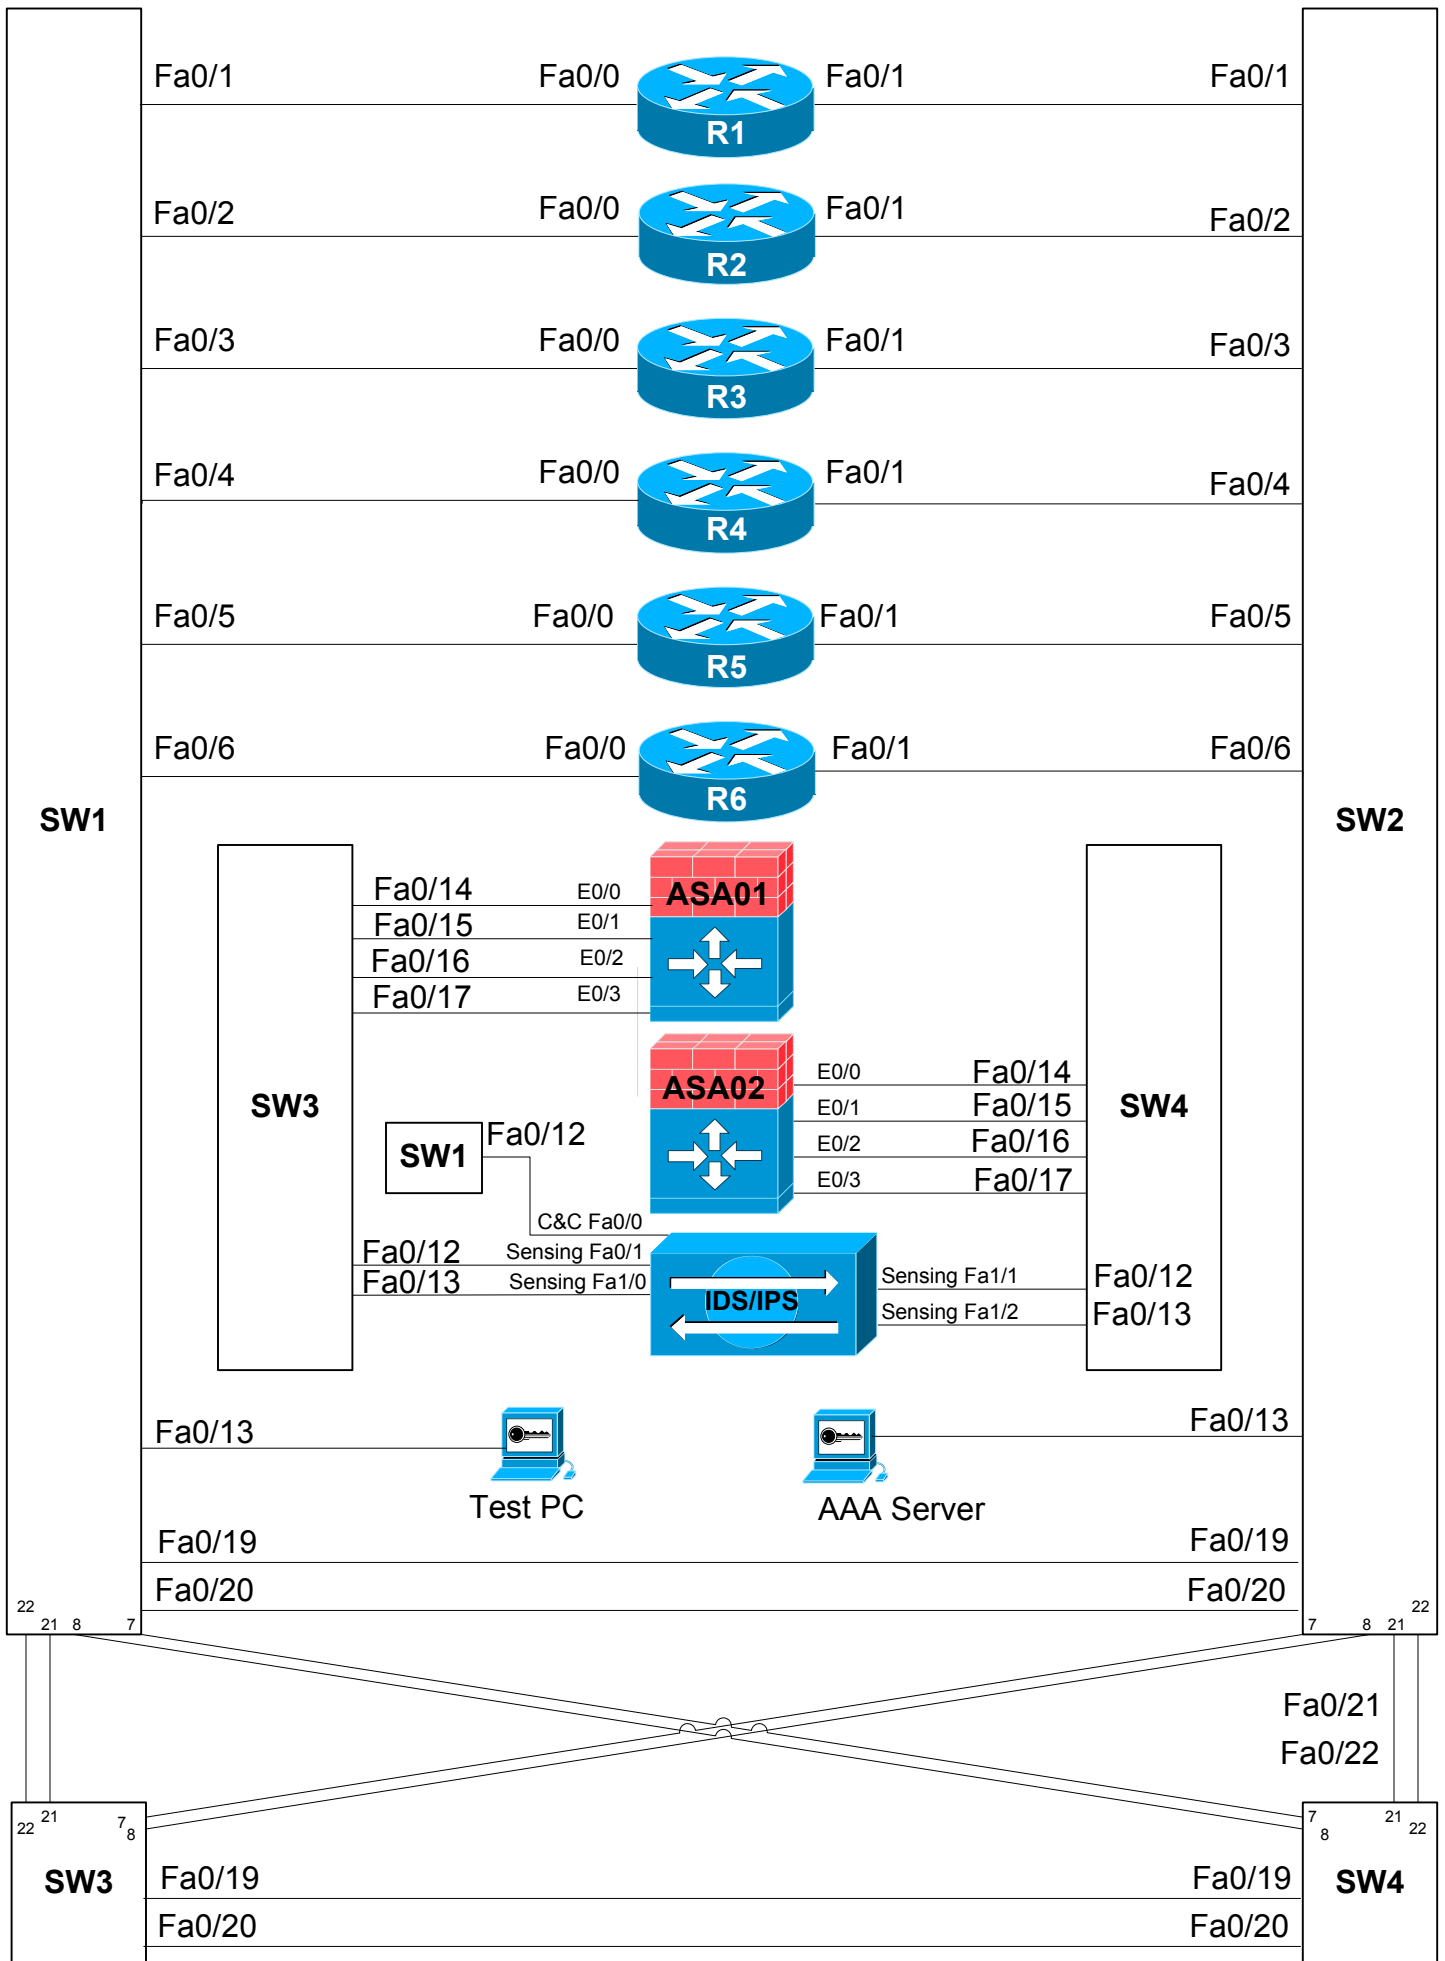 Fa0/1 Fa0/0 Fa0/1 Fa0/1
R1
Fa0/2 Fa0/0 Fa0/1 Fa0/2
R2
Fa0/3 Fa0/0 Fa0/1 Fa0/3
R3
Fa0/4 Fa0/0 Fa0/1 Fa0/4
R4
Fa0/5 Fa0/0 Fa0/1 Fa0/5
R5
Fa0/6 Fa0/0 Fa0/1 Fa0/6
R6
SW1 SW2
Fa0/14 E0/0 ASA01
Fa0/15 E0/1
Fa0/16 E0/2
Fa0/17 E0/3
ASA02 E0/0 Fa0/14
SW3 E0/1 Fa0/15 SW4
SW1 Fa0/12 E0/2 Fa0/16
E0/3 Fa0/17
C&C Fa0/0
Fa0/12 Sensing Fa0/1
Fa0/13 Sensing Fa1/0 Sensing Fa1/1 Fa0/12
IDS/IPS Sensing Fa1/2 Fa0/13
Fa0/13 Fa0/13
Test PC AAA Server
Fa0/19 Fa0/19
Fa0/20 Fa0/20
22 22
21 8 7 7 8 21
Fa0/21
Fa0/22
22 21 7 8 7 8 21 22
SW3 Fa0/19 Fa0/19 SW4
Fa0/20 Fa0/20